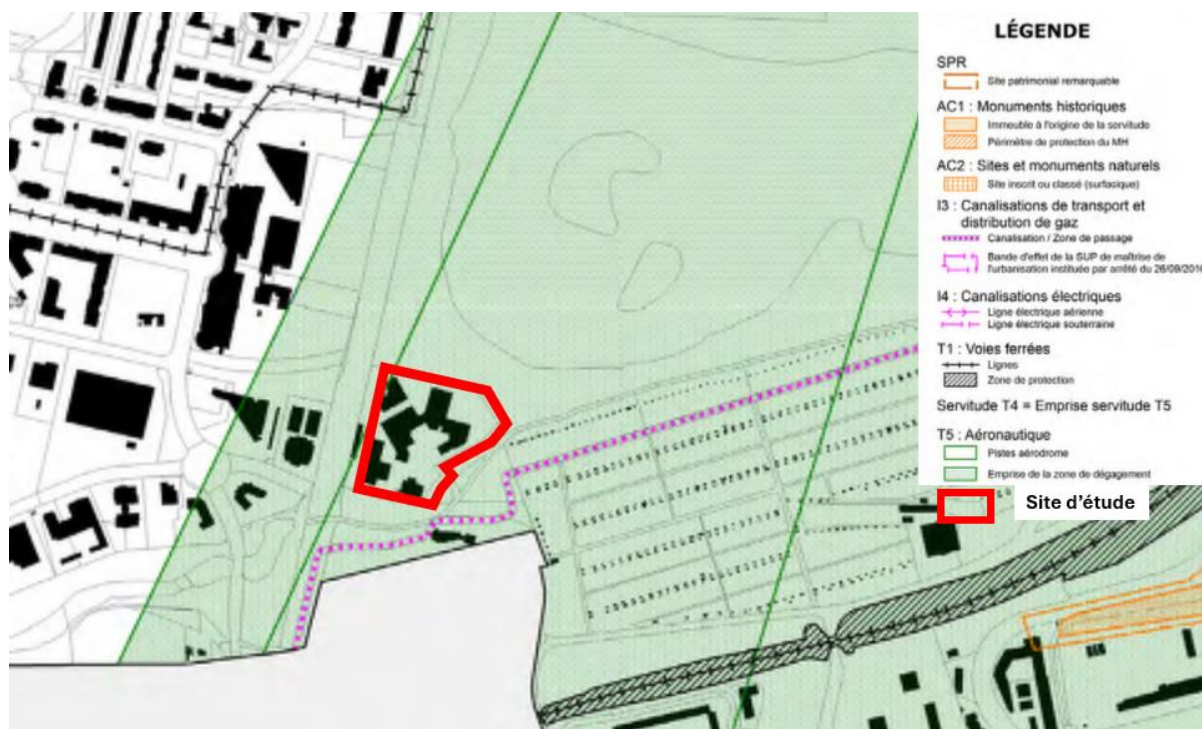 LÉGENDE
SPR
Site patrimonial remarquable
AC1 : Monuments historiques
Immeuble à l'origine de la servitude
Périmètre de protection du MH
AC2 : Sites et monuments naturels
Site inscrit ou classé (surfacique)
I3 : Canalisations de transport et
distribution de gaz
Canalisation / Zone de passage
Bande d'effet de la SUP de maîtrise de
l'urbanisation instituée par arrêté du 26/09/2016
I4 : Canalisations électriques
Ligne électrique aérienne
Ligne électrique souterraine
T1 : Voies ferrées
Lignes
Zone de protection
Servitude T4 = Emprise servitude T5
T5 : Aéronautique
Pistes aérodrome
Emprise de la zone de dégagement
Site d'étude